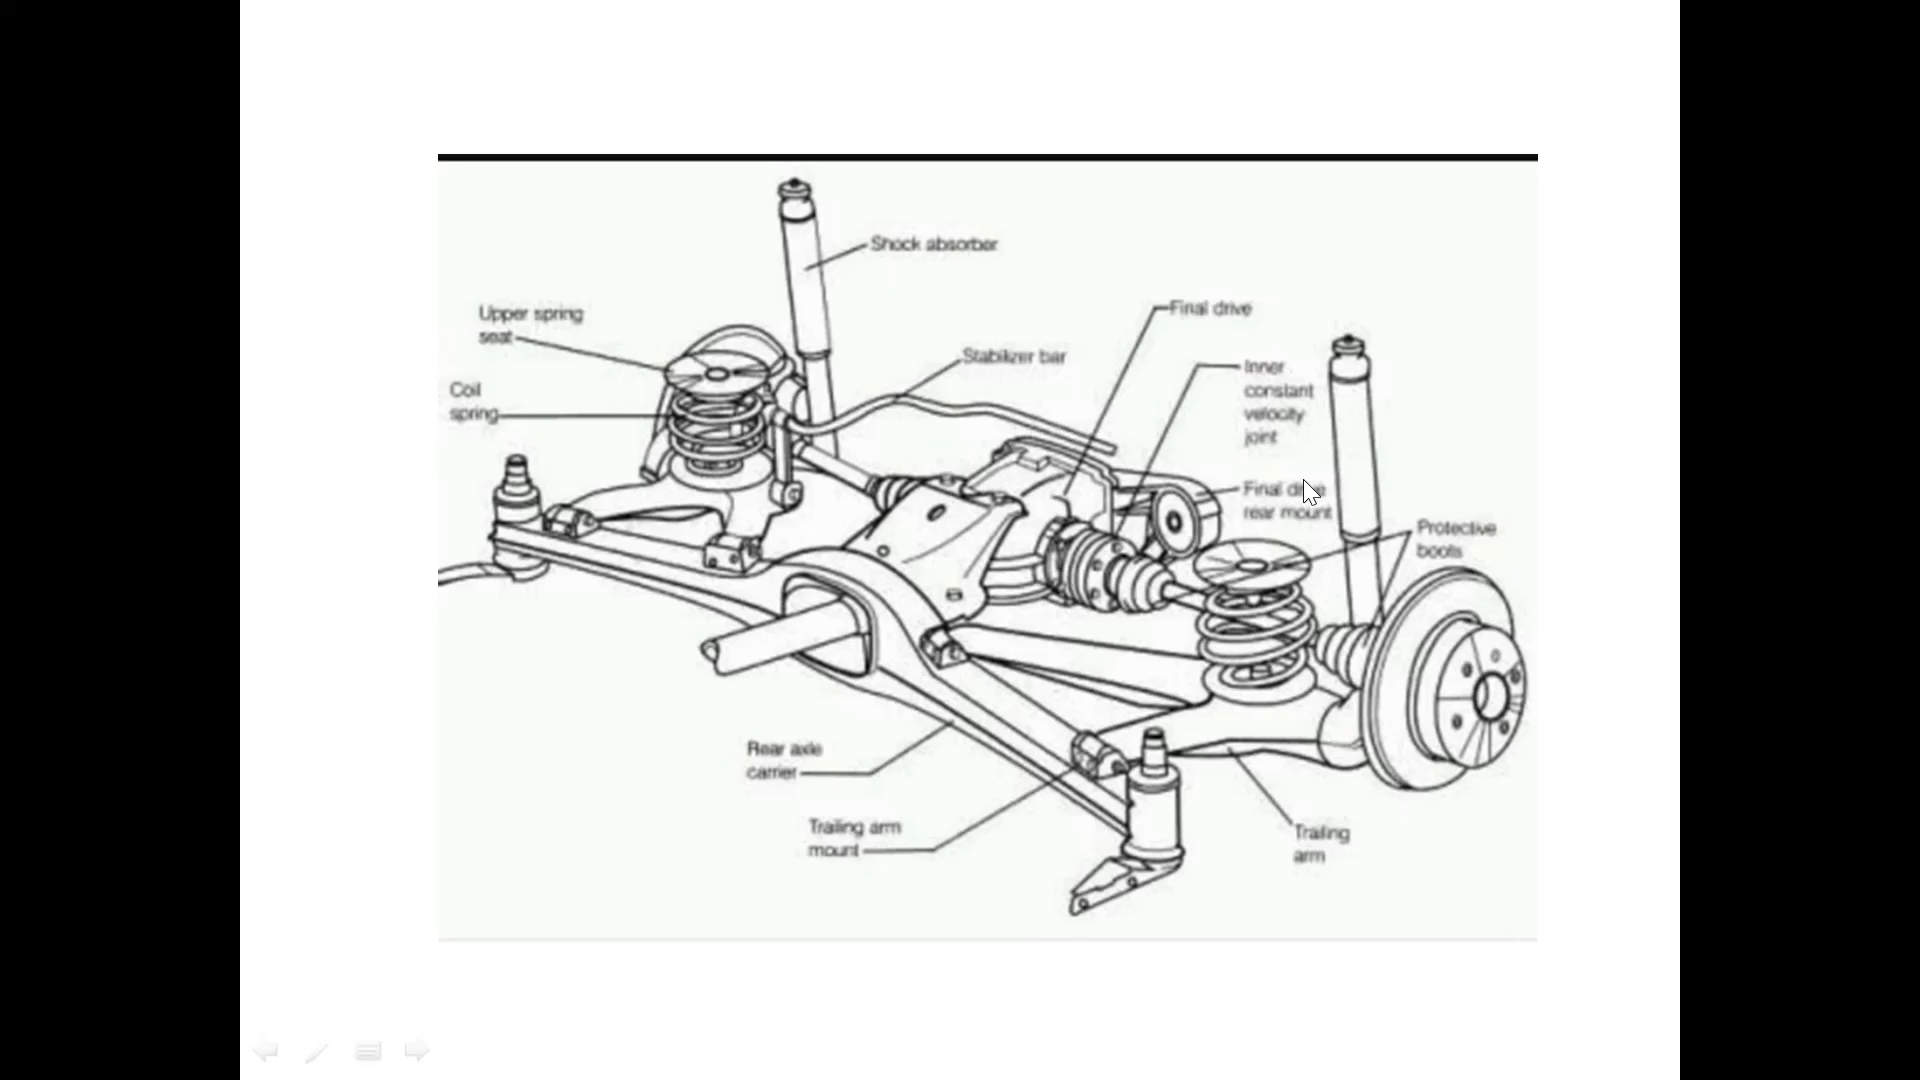 Shock absorber
Upper spring
seat
Final drive
Stabilizer bar
Inner
constant
velocity
joint
Coil
spring
Final drive
rear mount
Protective
boots
Rear axle
carrier
Trailing arm
mount
Trailing
arm